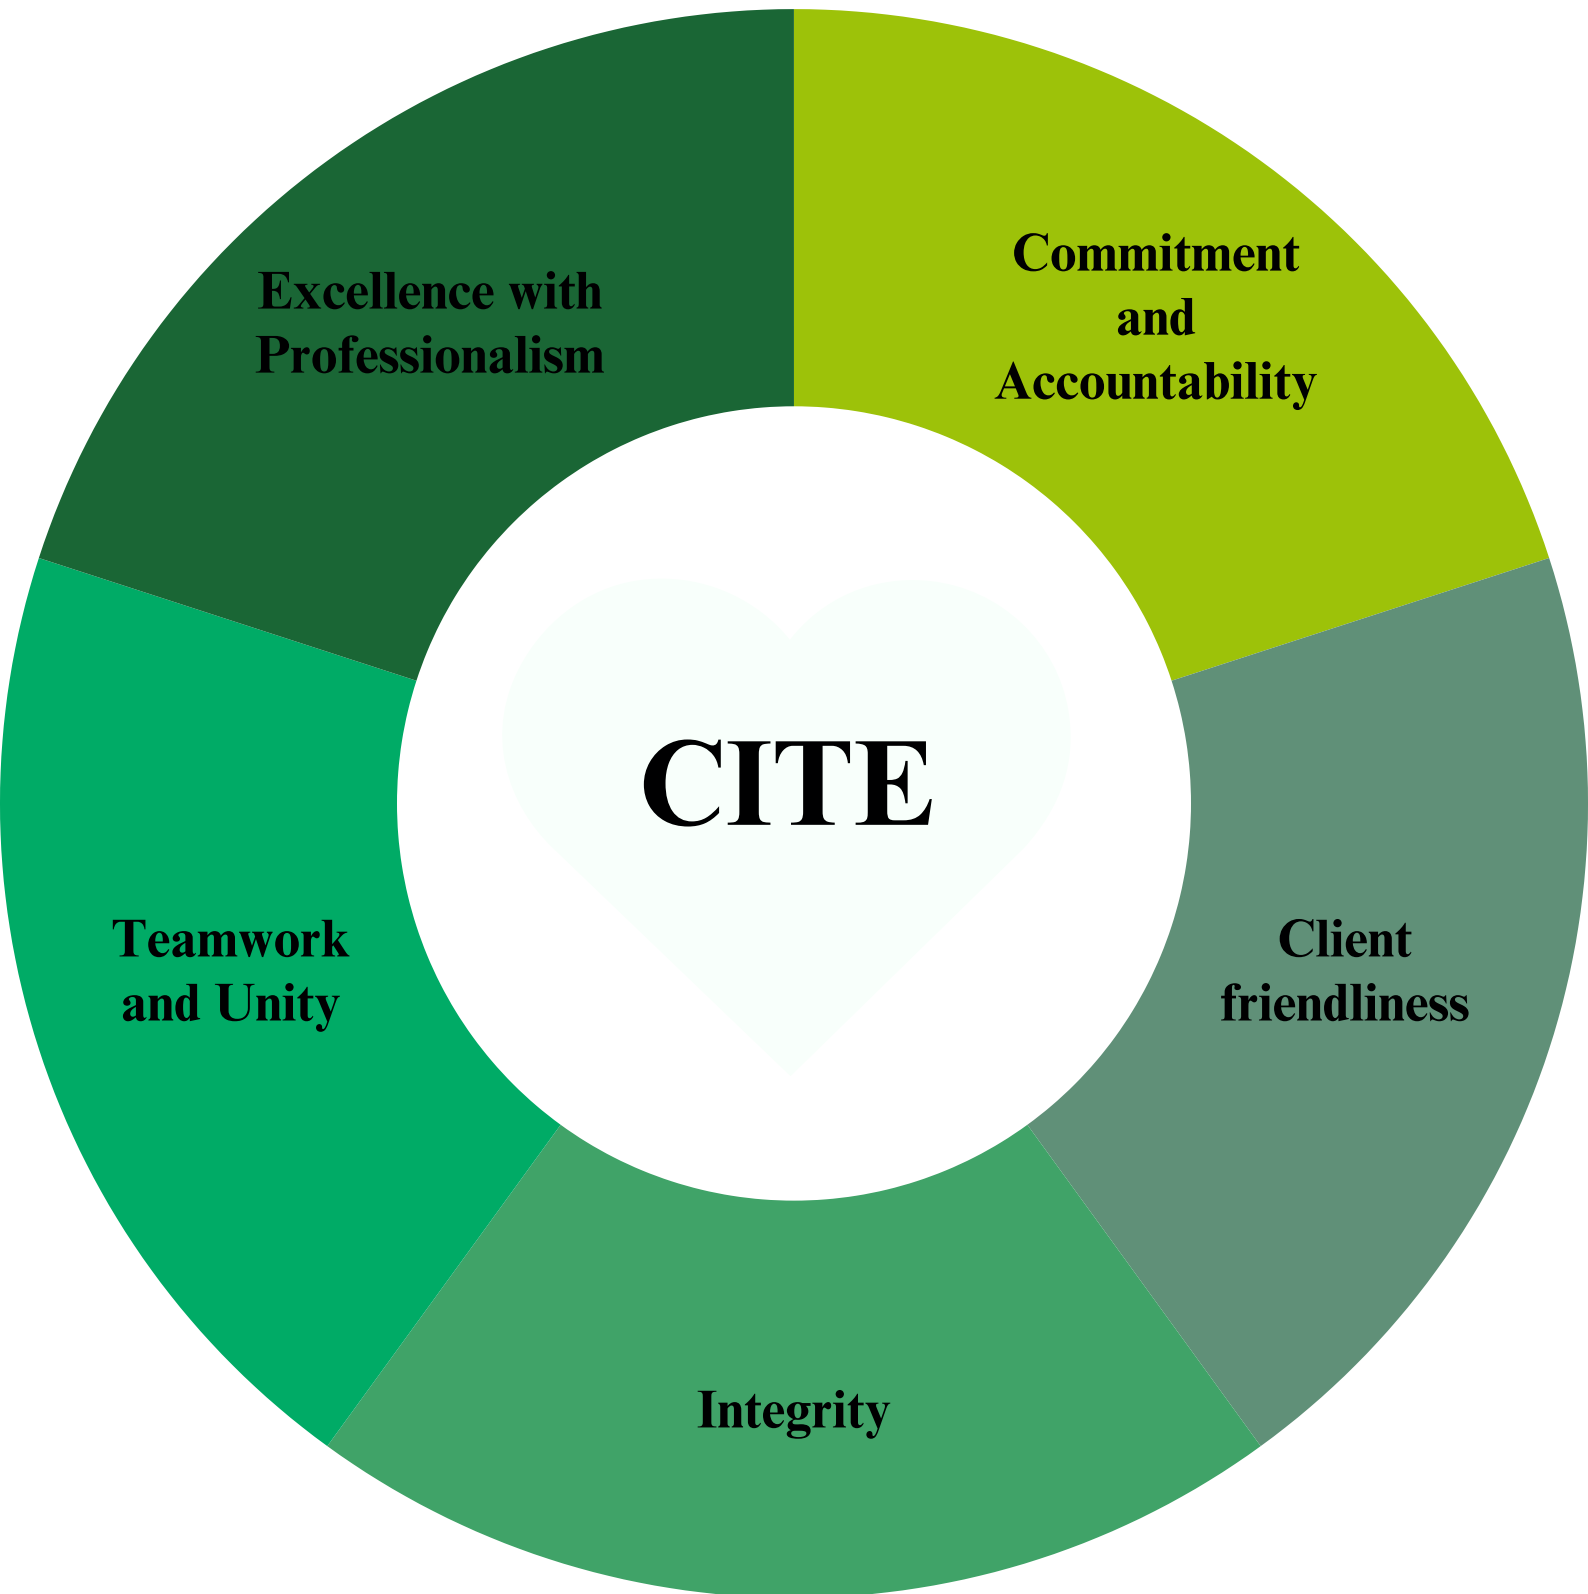 Excellence with
Professionalism
Commitment
and
Accountability
CITE
Teamwork
and Unity
Client
friendliness
Integrity